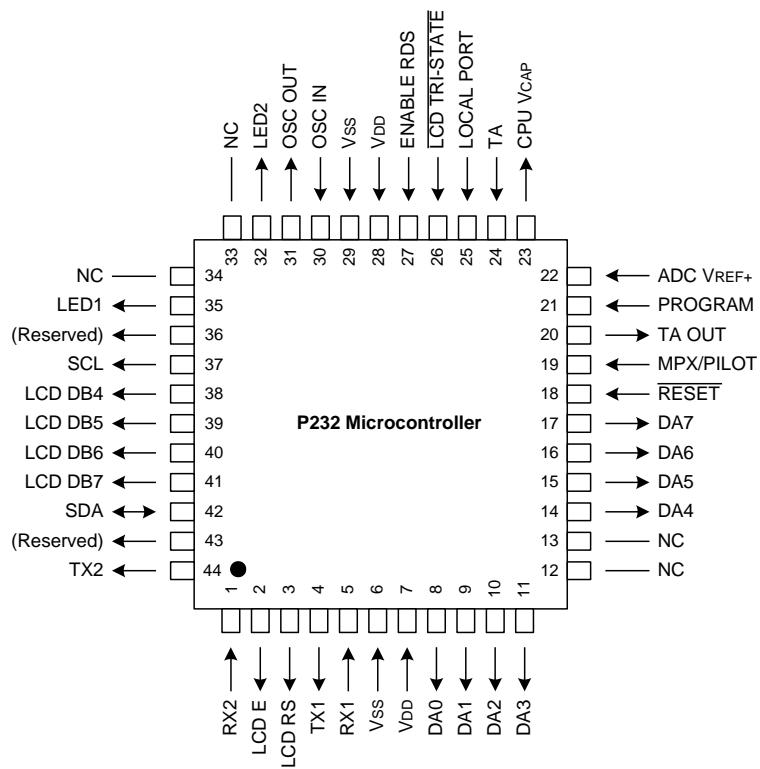 NC
LED2
OSC OUT
OSC IN
VSS
VDD
ENABLE RDS
LCD TRI-STATE
LOCAL PORT
TA
CPU VCAP
33
32
31
30
29
28
27
26
25
24
23
NC 34
LED1 35
(Reserved) 36
SCL 37
LCD DB4 38
LCD DB5 39
LCD DB6 40
LCD DB7 41
SDA 42
(Reserved) 43
TX2 44
P232 Microcontroller
22 ADC VREF+
21 PROGRAM
20 TA OUT
19 MPX/PILOT
18 RESET
17 DA7
16 DA6
15 DA5
14 DA4
13 NC
12 NC
1
2
3
4
5
6
7
8
9
10
11
RX2
LCD E
LCD RS
TX1
RX1
VSS
VDD
DA0
DA1
DA2
DA3